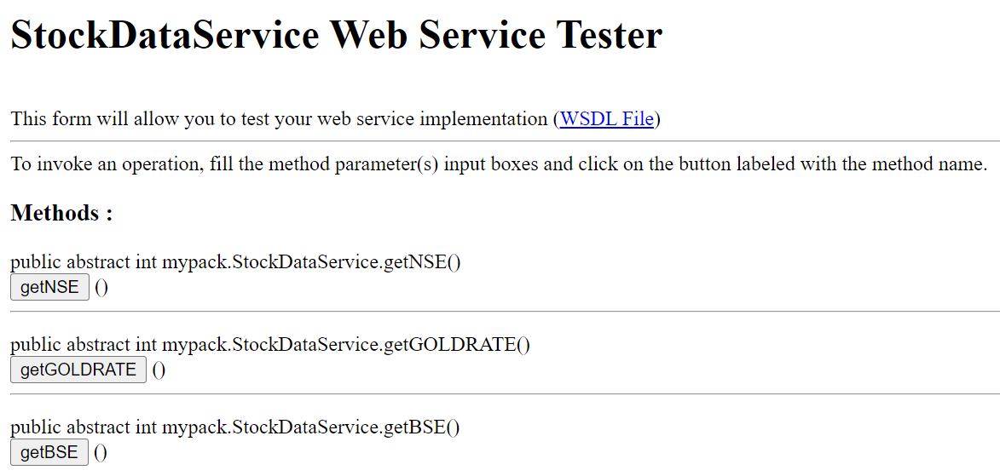 StockDataService Web Service Tester
This form will allow you to test your web service implementation (WSDL File)
To invoke an operation, fill the method parameter(s) input boxes and click on the button labeled with the method name.
Methods :
public abstract int mypack.StockDataService.getNSE()
getNSE ()
public abstract int mypack.StockDataService.getGOLDRATE()
getGOLDRATE ()
public abstract int mypack.StockDataService.getBSE()
getBSE ()